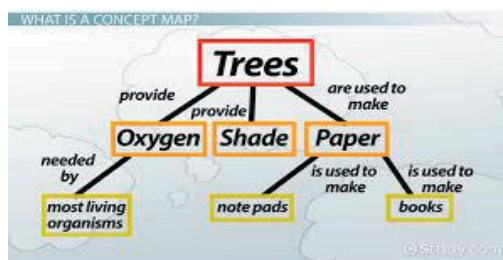 WHAT IS A CONCEPT MAP?
Trees
provide
provide
are used to
make
Oxygen
Shade
Paper
needed
by
is used to
make
is used to
make
most living
organisms
note pads
books
©Study.com